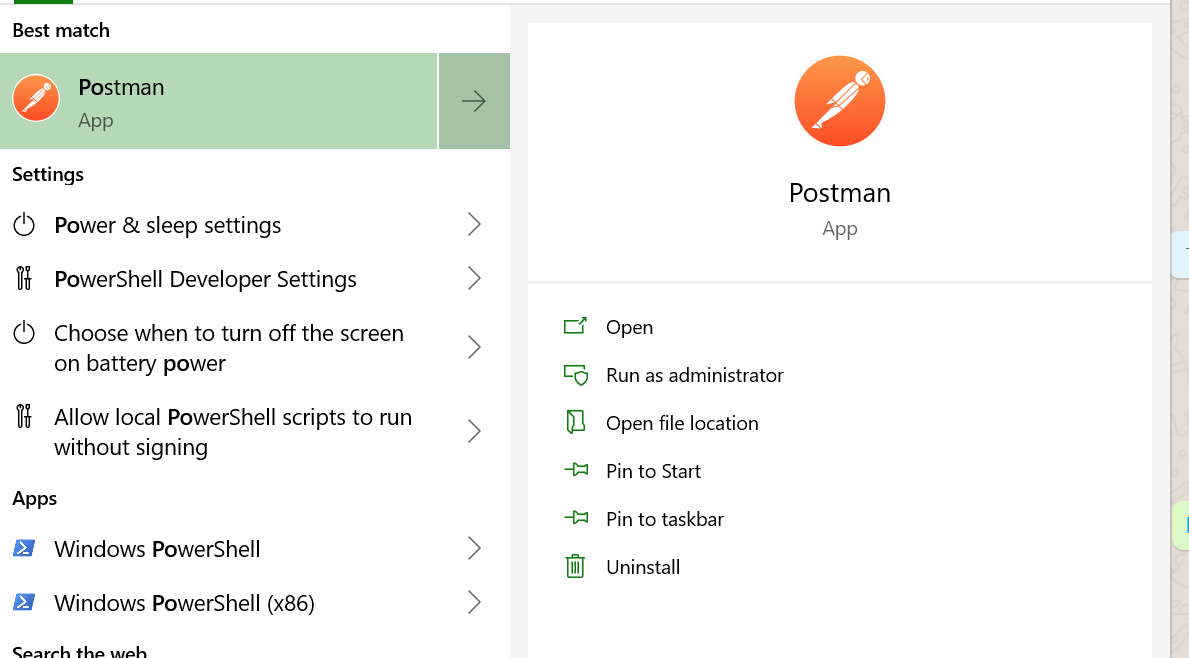 Best match
Postman
App
Settings
Power & sleep settings
PowerShell Developer Settings
Choose when to turn off the screen
on battery power
Allow local PowerShell scripts to run
without signing
Apps
Windows PowerShell
Windows PowerShell (x86)
Search the web
Postman
App
Open
Run as administrator
Open file location
Pin to Start
Pin to taskbar
Uninstall